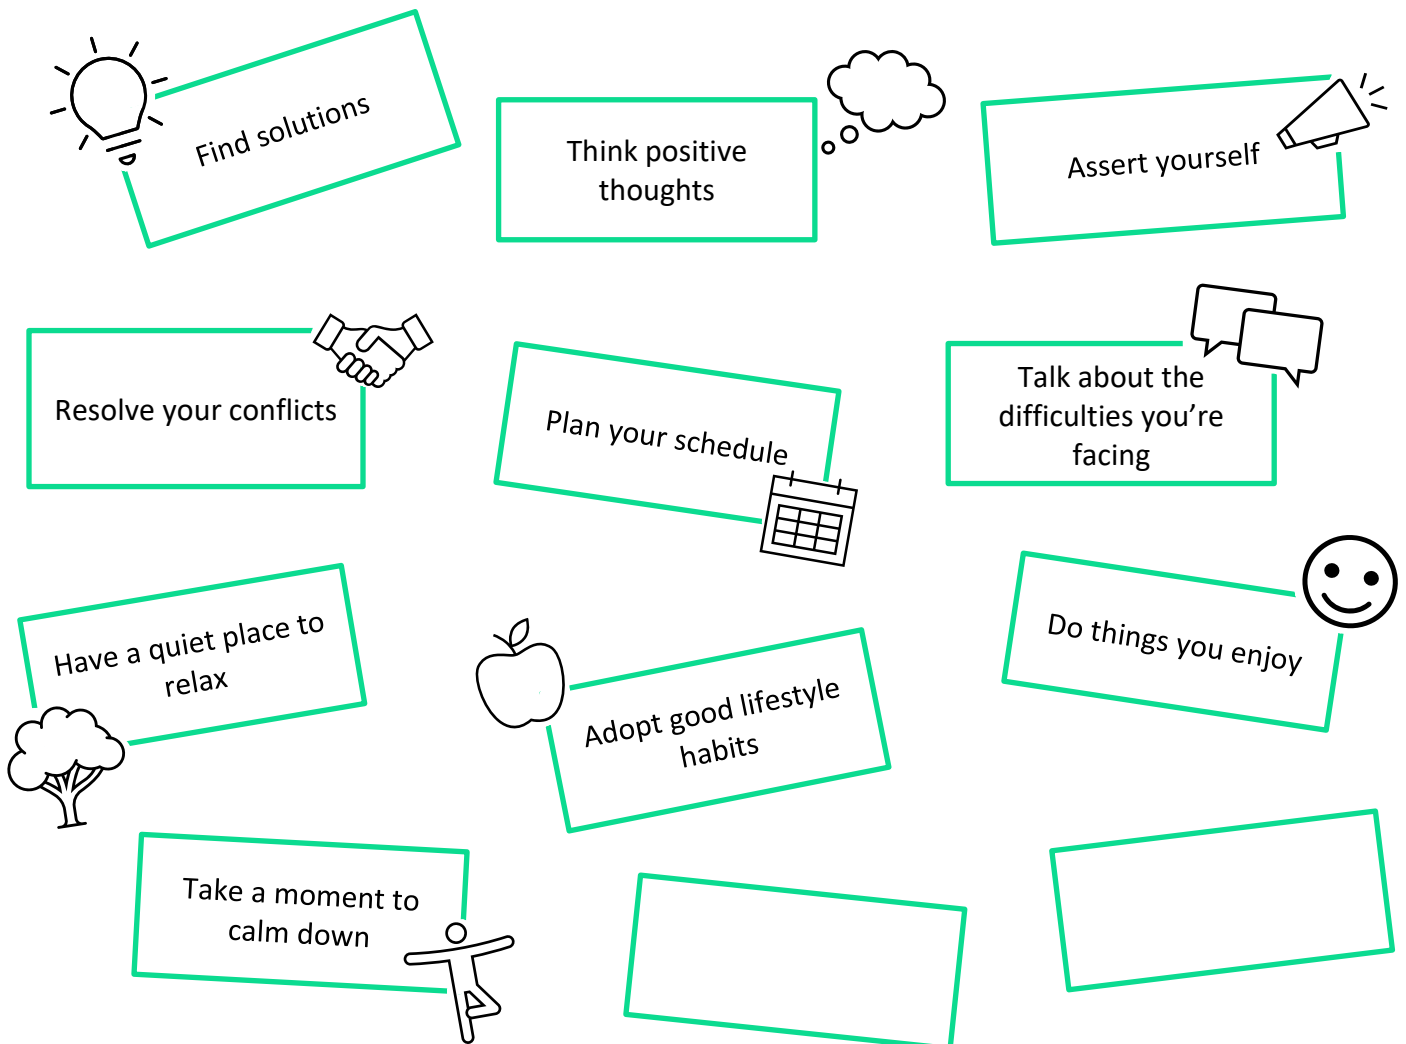 Find solutions
Think positive
thoughts
Assert yourself
Resolve your conflicts
Plan your schedule
Talk about the
difficulties you’re
facing
Have a quiet place to
relax
Adopt good lifestyle
habits
Do things you enjoy
Take a moment to
calm down